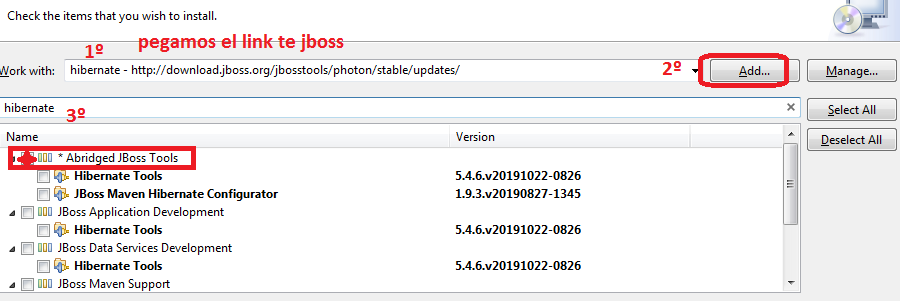 Check the items that you wish to install.
1º pegamos el link te jboss
Work with: hibernate - http://download.jboss.org/jbosstools/photon/stable/updates/ 2º Add... Manage...
hibernate Select All
3º
Name Version Deselect All
* Abridged JBoss Tools
Hibernate Tools 5.4.6.v20191022-0826
JBoss Maven Hibernate Configurator 1.9.3.v20190827-1345
JBoss Application Development
Hibernate Tools 5.4.6.v20191022-0826
JBoss Data Services Development
Hibernate Tools 5.4.6.v20191022-0826
JBoss Maven Support